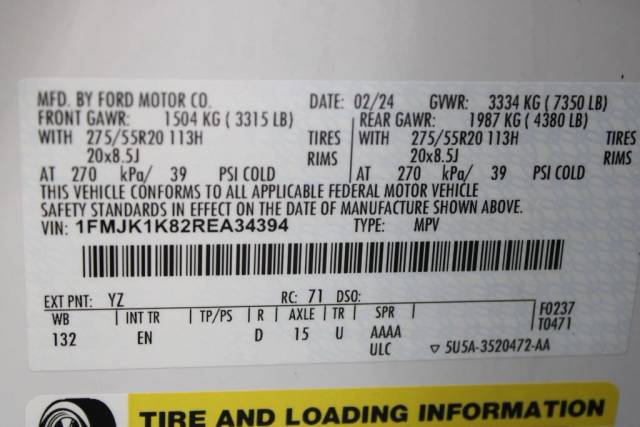 MFD. BY FORD MOTOR CO. DATE: 02/24 GVWR: 3334 KG ( 7350 LB)
FRONT GAWR: 1504 KG ( 3315 LB) REAR GAWR: 1987 KG ( 4380 LB)
WITH 275/55R20 113H TIRES WITH 275/55R20 113H TIRES
20x8.5J RIMS 20x8.5J RIMS
AT 270 kPa/ 39 PSI COLD AT 270 kPa/ 39 PSI COLD
THIS VEHICLE CONFORMS TO ALL APPLICABLE FEDERAL MOTOR VEHICLE
SAFETY STANDARDS IN EFFECT ON THE DATE OF MANUFACTURE SHOWN ABOVE.
VIN: 1FMJK1K82REA34394 TYPE: MPV
EXT PNT: YZ RC: 71 DSO: F0237
WB | INT TR | TP/PS | R | AXLE | TR | SPR T0471
132 EN D 15 U AAAA
ULC ▽ 5U5A-3520472-AA
TIRE AND LOADING INFORMATION